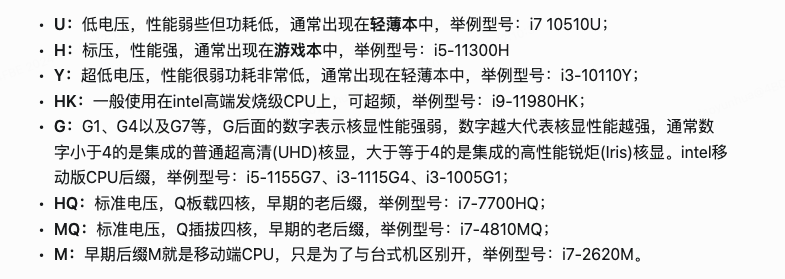 • U：低电压，性能弱些但功耗低，通常出现在轻薄本中，举例型号：i7 10510U；
• H：标压，性能强，通常出现在游戏本中，举例型号：i5-11300H
• Y：超低电压，性能很弱功耗非常低，通常出现在轻薄本中，举例型号：i3-10110Y；
• HK：一般使用在intel高端发烧级CPU上，可超频，举例型号：i9-11980HK；
• G：G1、G4以及G7等，G后面的数字表示核显性能强弱，数字越大代表核显性能越强，通常数
字小于4的是集成的普通超高清(UHD)核显，大于等于4的是集成的高性能锐炬(Iris)核显。intel移
动版CPU后缀，举例型号：i5-1155G7、i3-1115G4、i3-1005G1；
• HQ：标准电压，Q板载四核，早期的老后缀，举例型号：i7-7700HQ；
• MQ：标准电压，Q插拔四核，早期的老后缀，举例型号：i7-4810MQ；
• M：早期后缀M就是移动端CPU，只是为了与台式机区别开，举例型号：i7-2620M。